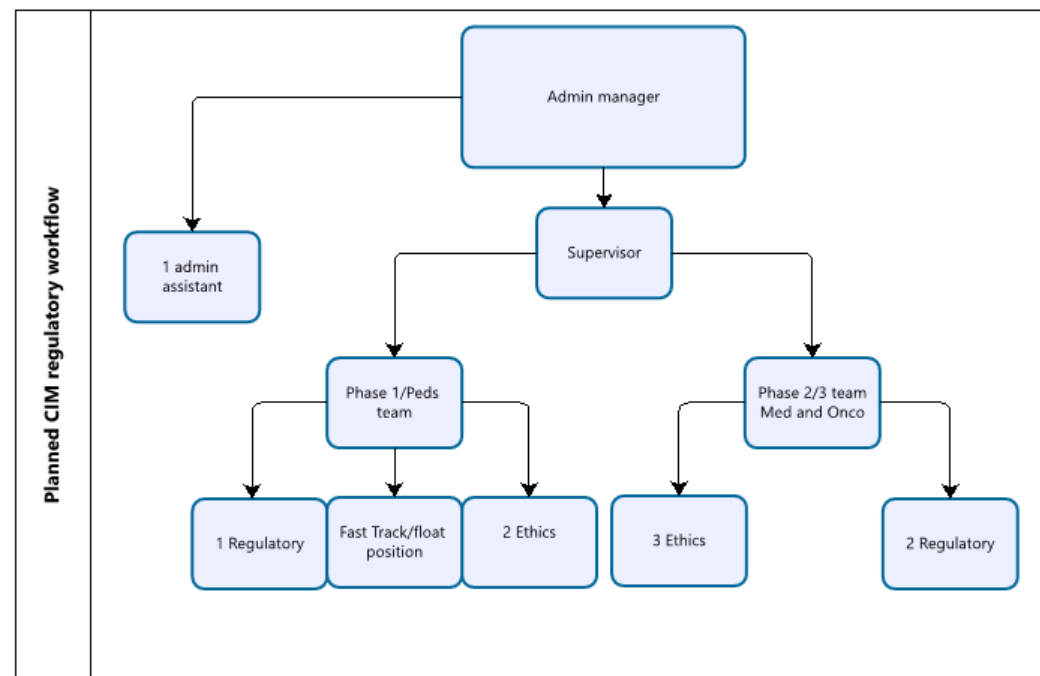 Planned CIM regulatory workflow
Admin manager
1 admin
assistant
Supervisor
Phase 1/Peds
team
Phase 2/3 team
Med and Onco
1 Regulatory
Fast Track/float
position
2 Ethics
3 Ethics
2 Regulatory